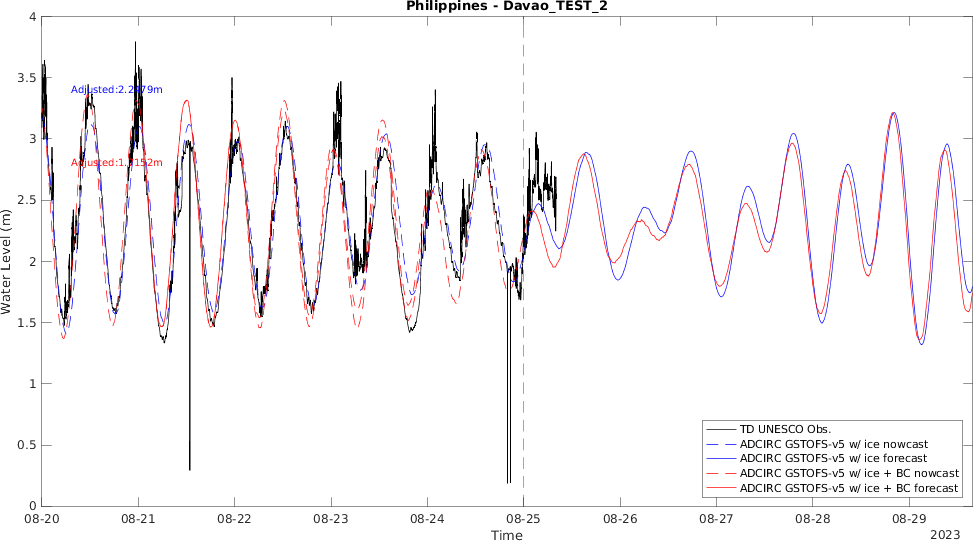 Philippines - Davao_TEST_2
4
3.5
3
2.5
2
1.5
1
0.5
0
Water Level (m)
Adjusted:2.2479m
08-20
08-21
08-22
08-23
08-24
08-25
08-26
08-27
08-28
08-29
Time
2023
TD UNESCO Obs.
ADCIRC GSTOFS-v5 w/ ice nowcast
ADCIRC GSTOFS-v5 w/ ice forecast
ADCIRC GSTOFS-v5 w/ ice + BC nowcast
ADCIRC GSTOFS-v5 w/ ice + BC forecast